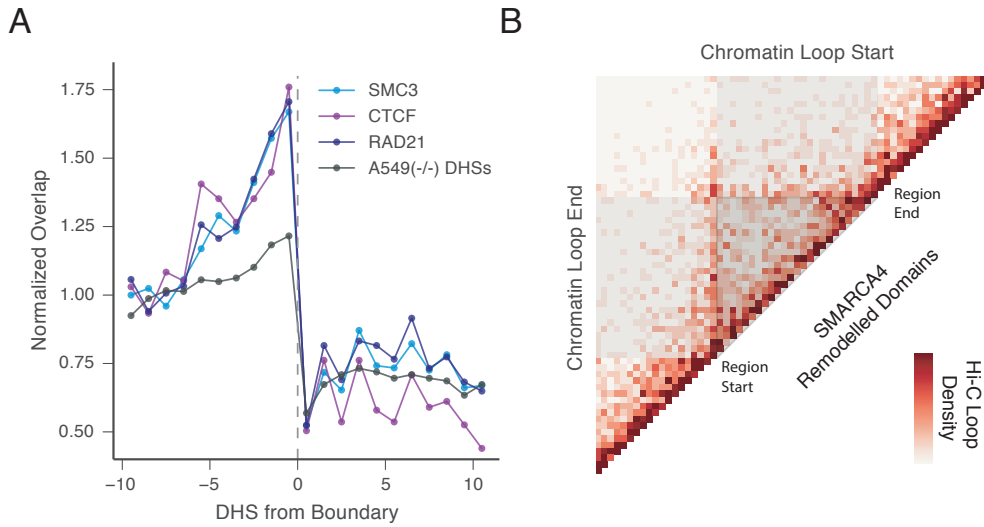 A
Normalized Overlap
1.75
1.50
1.25
1.00
0.75
0.50
SMC3
CTCF
RAD21
A549(-/-) DHSs
−10
−5
0
5
10
DHS from Boundary
B
Chromatin Loop Start
Chromatin Loop End
Region
End
Region
Start
SMARCA4
Remodelled Domains
Hi-C Loop
Density